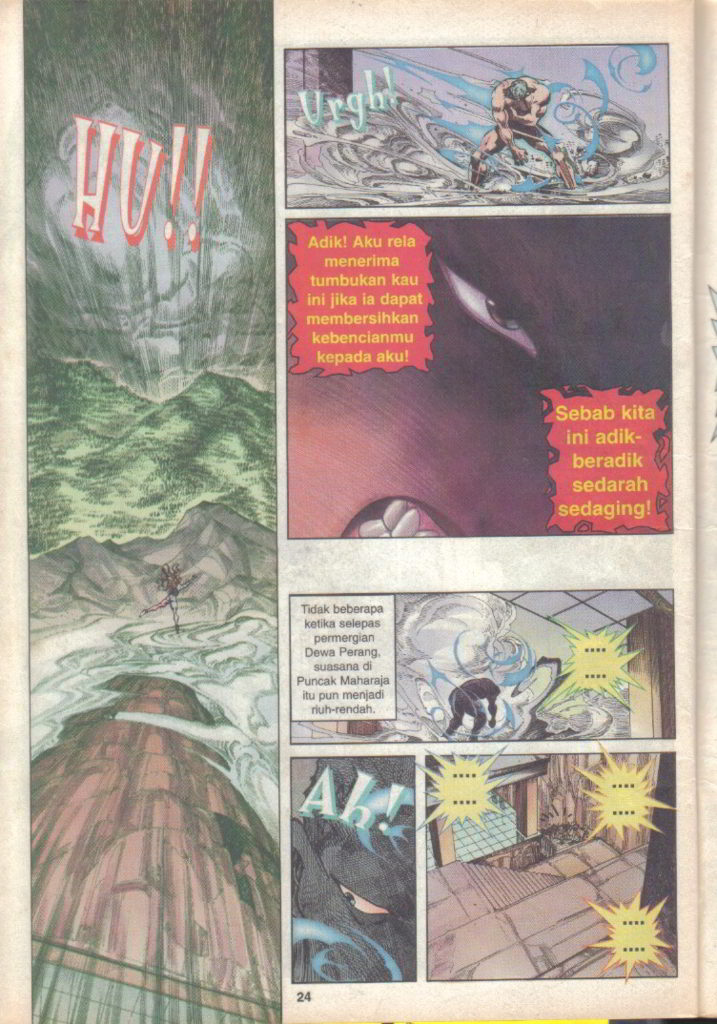 HU!!
Urgh!
Adik! Aku rela
menerima
tumbukan kau
ini jika ia dapat
membersihkan
kebencianmu
kepada aku!
Sebab kita
ini adik-
beradik
sedarah
sedaging!
Tidak beberapa
ketika selepas
permergian
Dewa Perang,
suasana di
Puncak Maharaja
itu pun menjadi
riuh-rendah.
....
....
Ah!
....
....
....
....
....
....
24